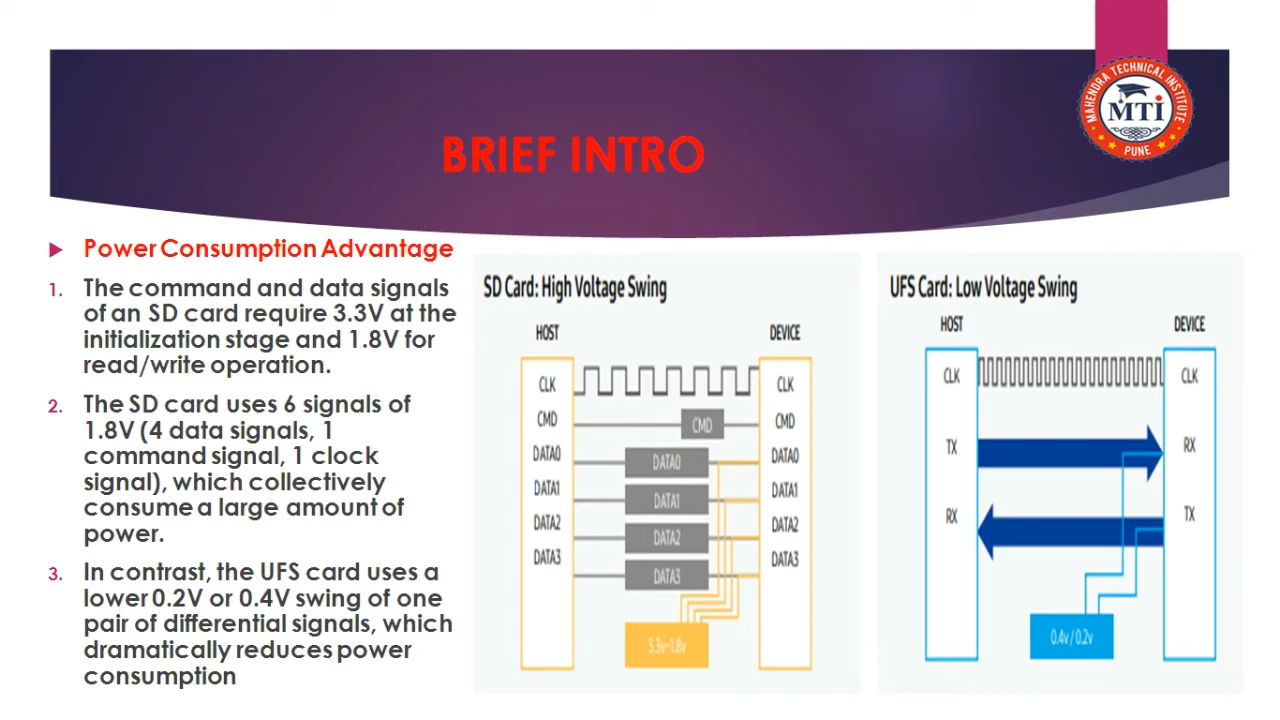 MAHENDRA TECHNICAL INSTITUTE
MTI
PUNE
BRIEF INTRO
Power Consumption Advantage
1. The command and data signals
of an SD card require 3.3V at the
initialization stage and 1.8V for
read/write operation.
2. The SD card uses 6 signals of
1.8V (4 data signals, 1
command signal, 1 clock
signal), which collectively
consume a large amount of
power.
3. In contrast, the UFS card uses a
lower 0.2V or 0.4V swing of one
pair of differential signals, which
dramatically reduces power
consumption
SD Card: High Voltage Swing
HOST DEVICE
CLK CLK
CMD CMD CMD
DATA0 DATA0 DATA0
DATA1 DATA1 DATA1
DATA2 DATA2 DATA2
DATA3 DATA3 DATA3
3.3v~1.8v
UFS Card: Low Voltage Swing
HOST DEVICE
CLK CLK
TX RX
RX TX
0.4v / 0.2v